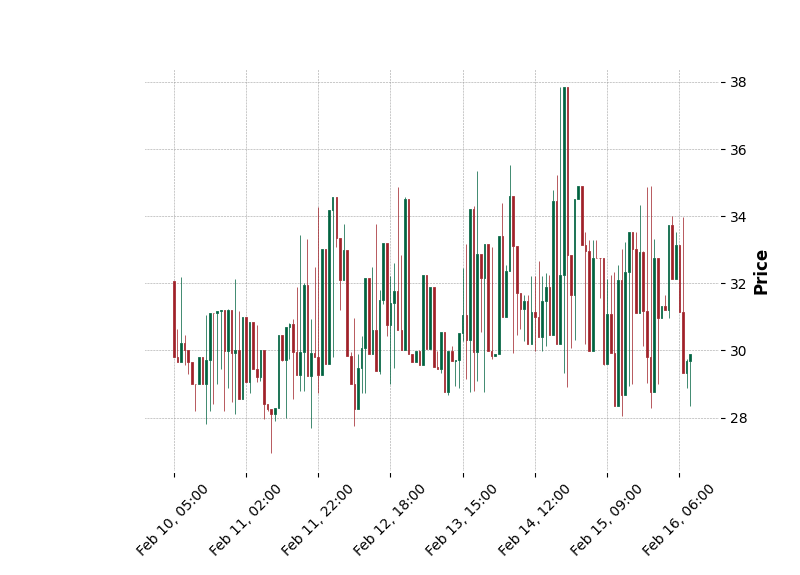 38
36
34
32
30
28
Price
Feb 10, 05:00
Feb 11, 02:00
Feb 11, 22:00
Feb 12, 18:00
Feb 13, 15:00
Feb 14, 12:00
Feb 15, 09:00
Feb 16, 06:00